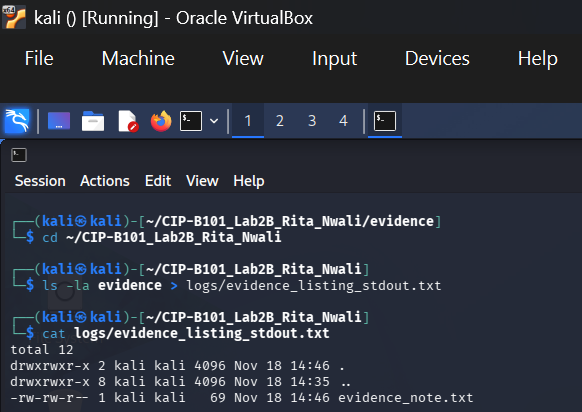 kali () [Running] - Oracle VirtualBox
File Machine View Input Devices Help
1 2 3 4
Session Actions Edit View Help
┌──(kali㉿kali)-[~/CIP-B101_Lab2B_Rita_Nwali/evidence]
└─$ cd ~/CIP-B101_Lab2B_Rita_Nwali
┌──(kali㉿kali)-[~/CIP-B101_Lab2B_Rita_Nwali]
└─$ ls -la evidence > logs/evidence_listing_stdout.txt
┌──(kali㉿kali)-[~/CIP-B101_Lab2B_Rita_Nwali]
└─$ cat logs/evidence_listing_stdout.txt
total 12
drwxrwxr-x 2 kali kali 4096 Nov 18 14:46 .
drwxrwxr-x 8 kali kali 4096 Nov 18 14:35 ..
-rw-rw-r-- 1 kali kali   69 Nov 18 14:46 evidence_note.txt